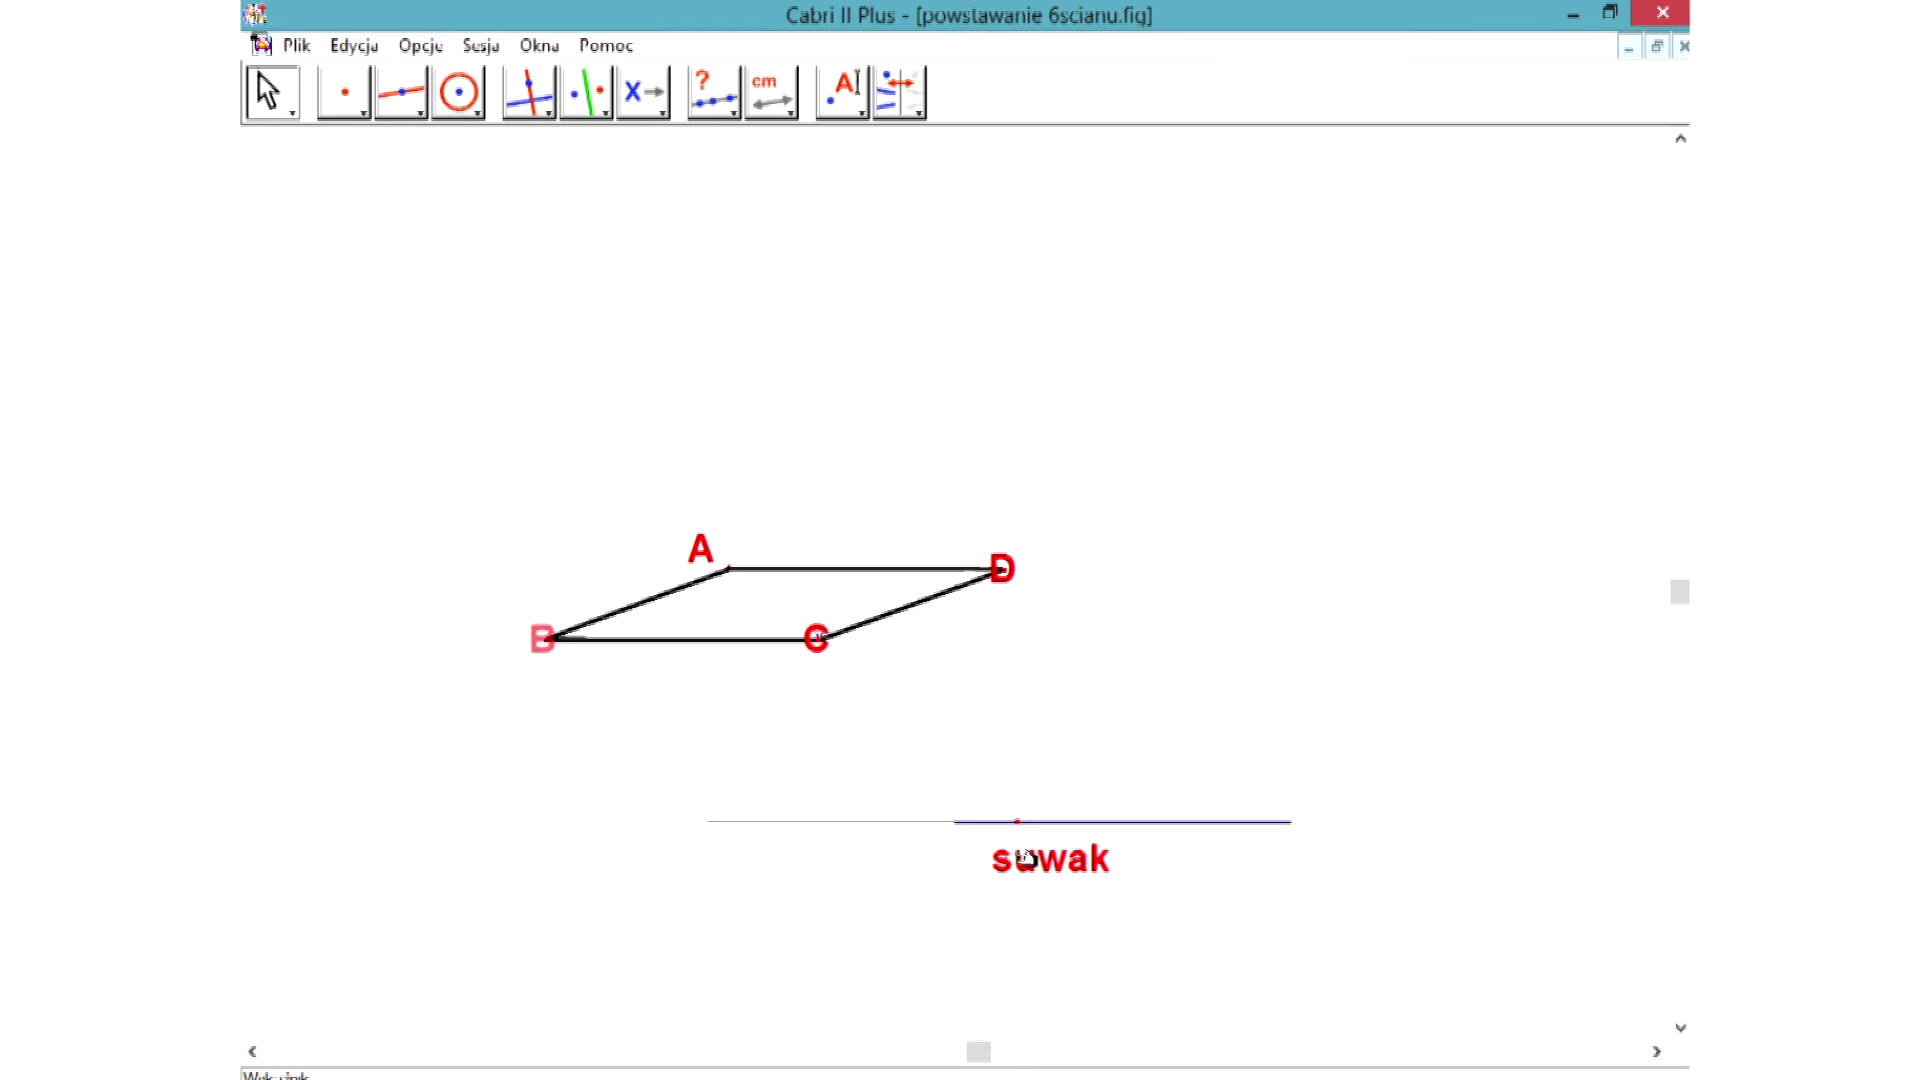 Cabri II Plus - [powstawanie 6scianu.fig]
Plik Edycja Opcje Sesja Okna Pomoc
X ? cm A
A
D
B
C
suwak